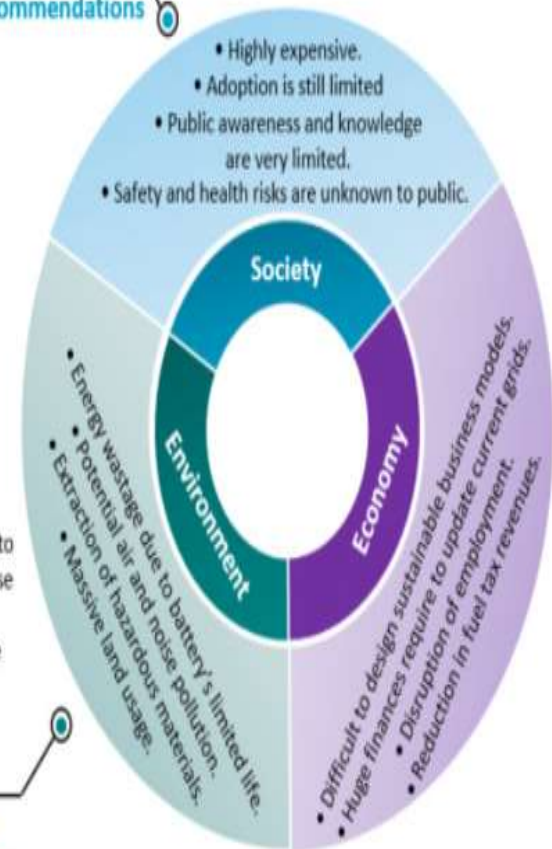 ommendations
• Highly expensive.
• Adoption is still limited
• Public awareness and knowledge
are very limited.
• Safety and health risks are unknown to public.
Society
Environment
Economy
• Energy wastage due to battery's limited life.
• Potential air and noise pollution.
• Extraction of hazardous materials.
• Massive land usage.
• Difficult to design sustainable business models.
• Huge finances require to update current grids.
• Disruption of employment.
• Reduction in fuel tax revenues.
to
se